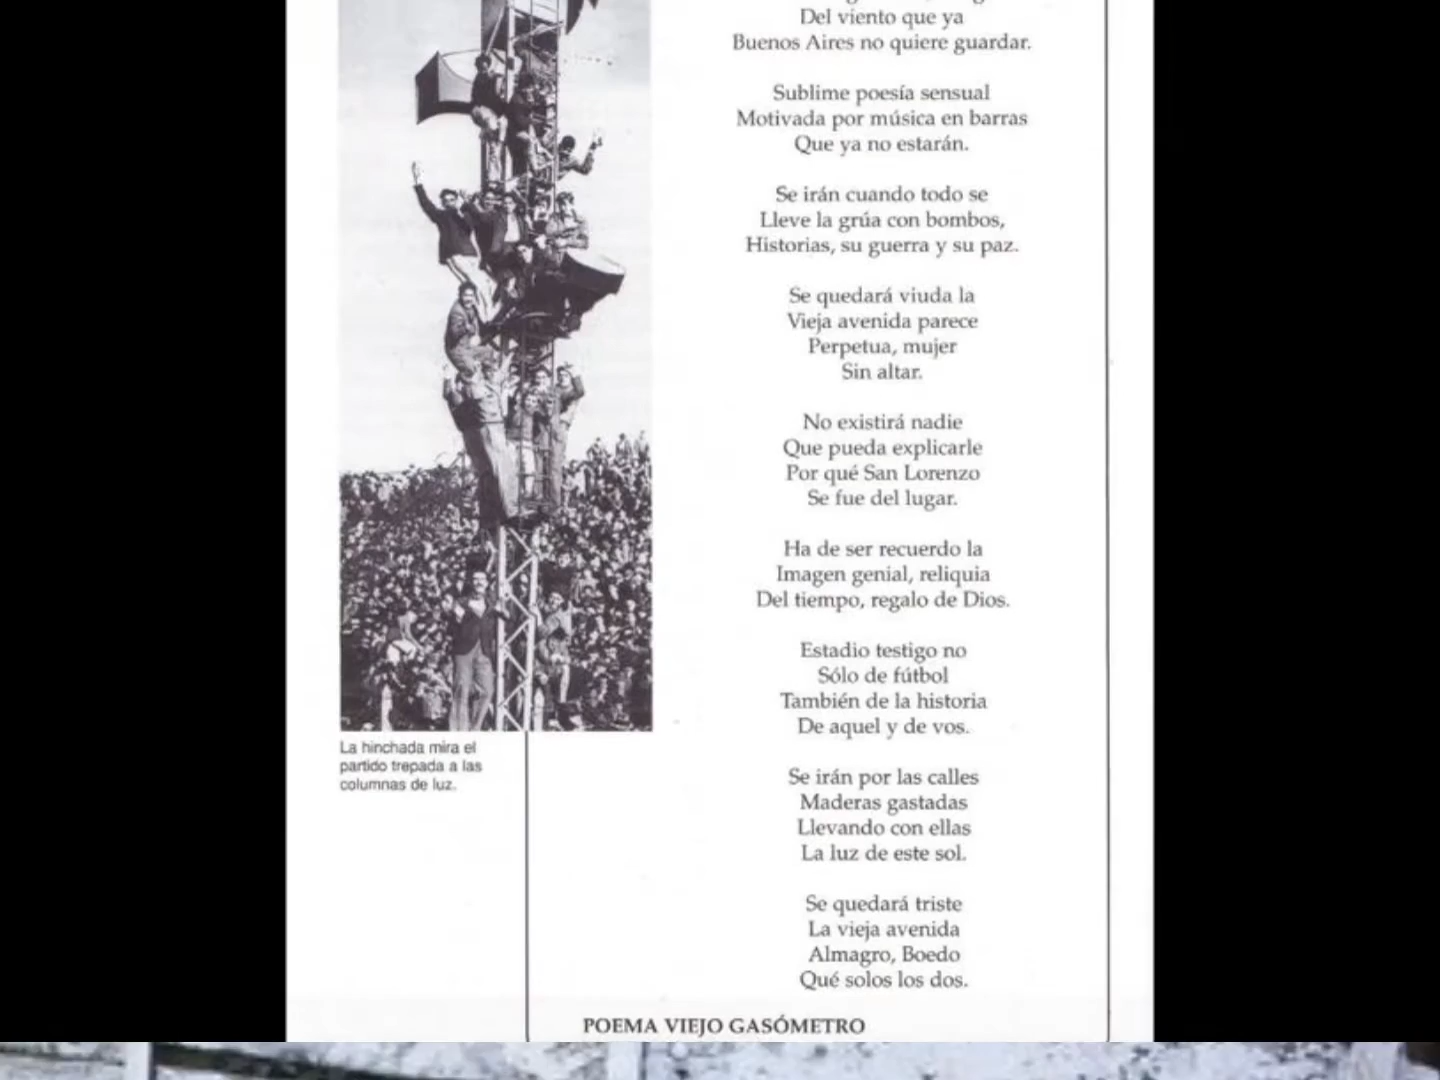 Del viento que ya
Buenos Aires no quiere guardar.
Sublime poesía sensual
Motivada por música en barras
Que ya no estarán.
Se irán cuando todo se
Lleve la grúa con bombos,
Historias, su guerra y su paz.
Se quedará viuda la
Vieja avenida parece
Perpetua, mujer
Sin altar.
No existirá nadie
Que pueda explicarle
Por qué San Lorenzo
Se fue del lugar.
Ha de ser recuerdo la
Imagen genial, reliquia
Del tiempo, regalo de Dios.
Estadio testigo no
Sólo de fútbol
También de la historia
De aquel y de vos.
Se irán por las calles
Maderas gastadas
Llevando con ellas
La luz de este sol.
Se quedará triste
La vieja avenida
Almagro, Boedo
Qué solos los dos.
La hinchada mira el
partido trepada a las
columnas de luz.
POEMA VIEJO GASÓMETRO